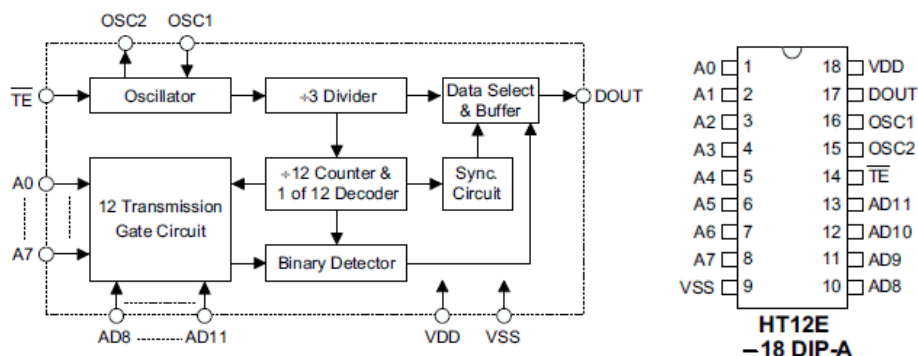 OSC2 OSC1
TE
Oscillator
÷3 Divider
Data Select
& Buffer
DOUT
A0
12 Transmission
Gate Circuit
÷12 Counter &
1 of 12 Decoder
Sync.
Circuit
A7
Binary Detector
AD8 AD11 VDD VSS
A0 1 18 VDD
A1 2 17 DOUT
A2 3 16 OSC1
A3 4 15 OSC2
A4 5 14 TE
A5 6 13 AD11
A6 7 12 AD10
A7 8 11 AD9
VSS 9 10 AD8
HT12E
–18 DIP-A